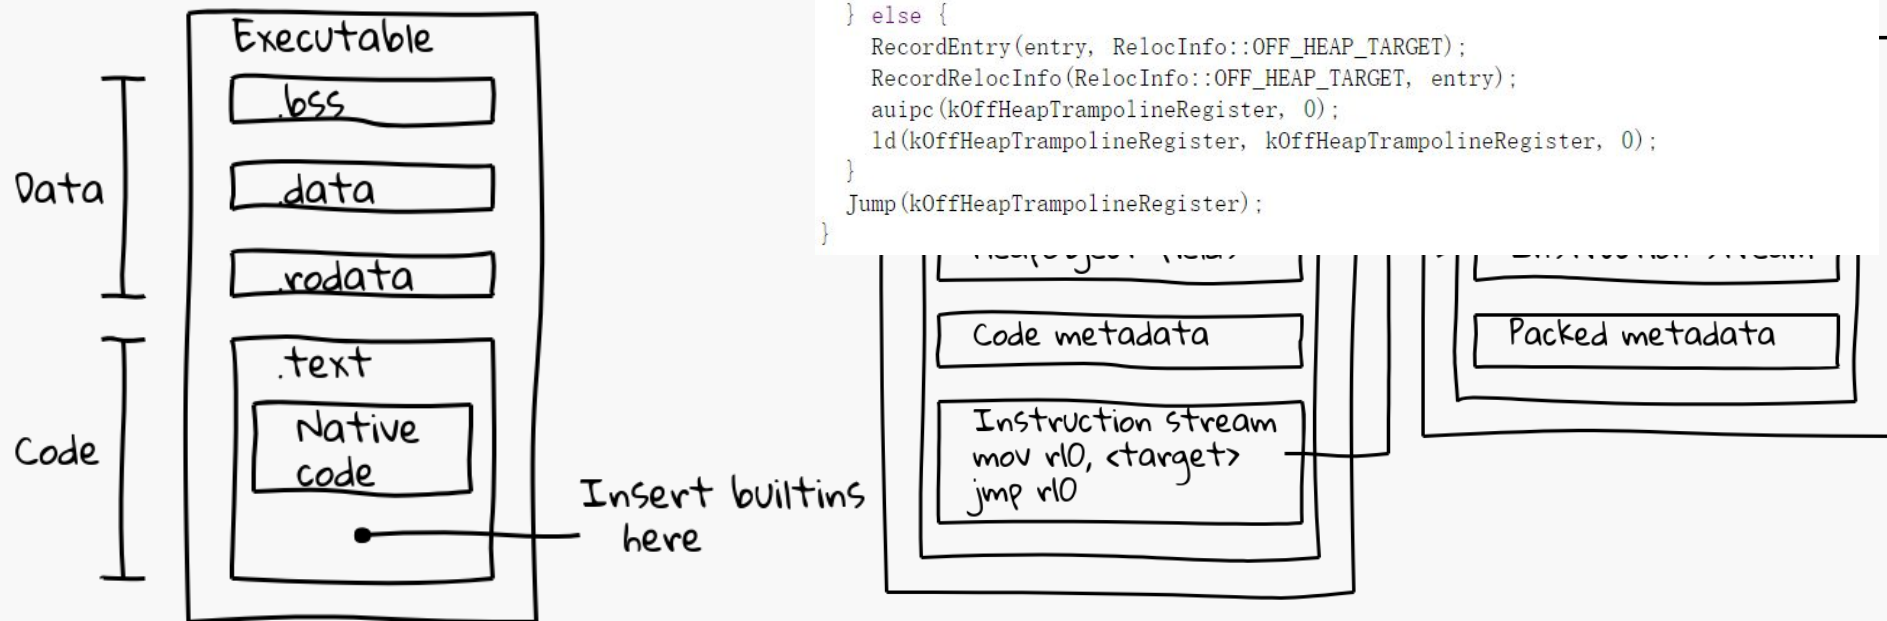 Executable
.bss
.data
.rodata
Data
.text
Native
code
Code
Insert builtins
here
} else {
RecordEntry(entry, RelocInfo::OFF_HEAP_TARGET);
RecordRelocInfo(RelocInfo::OFF_HEAP_TARGET, entry);
auipc(kOffHeapTrampolineRegister, 0);
ld(kOffHeapTrampolineRegister, kOffHeapTrampolineRegister, 0);
}
Jump(kOffHeapTrampolineRegister);
}
Code metadata
Instruction stream
mov r10, <target>
jmp r10
Packed metadata